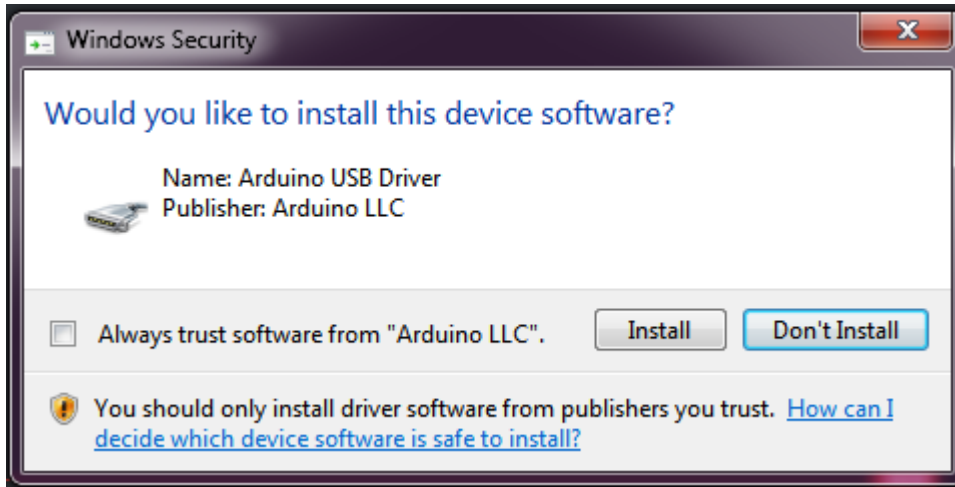 Windows Security
Would you like to install this device software?
Name: Arduino USB Driver
Publisher: Arduino LLC
Always trust software from "Arduino LLC".
Install
Don't Install
You should only install driver software from publishers you trust. How can I
decide which device software is safe to install?